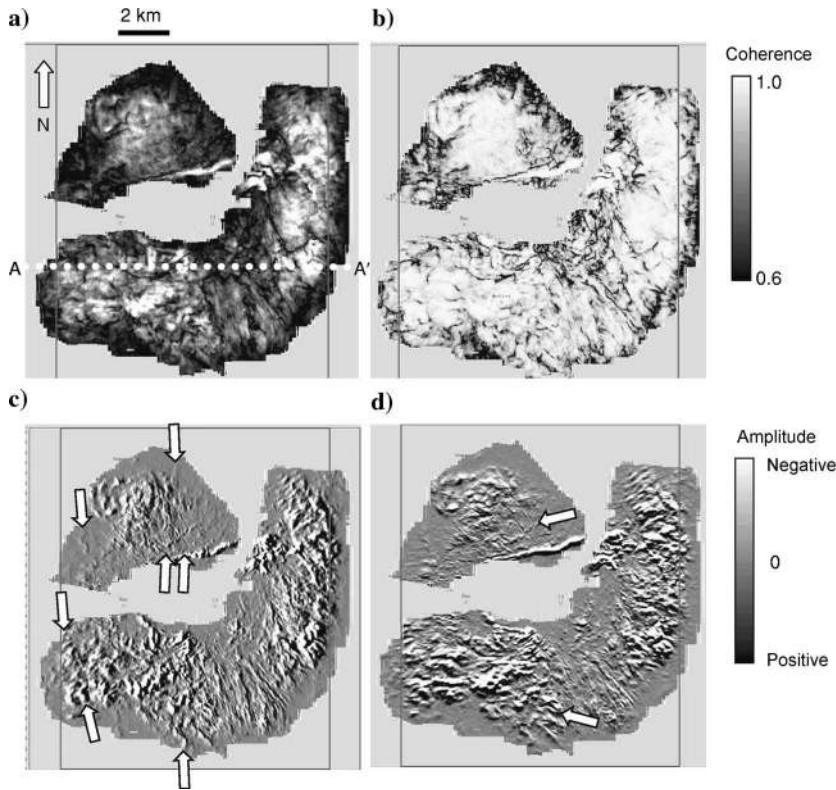 a)
2 km
b)
N
Coherence
1.0
0.6
A
A'
c)
d)
Amplitude
Negative
0
Positive